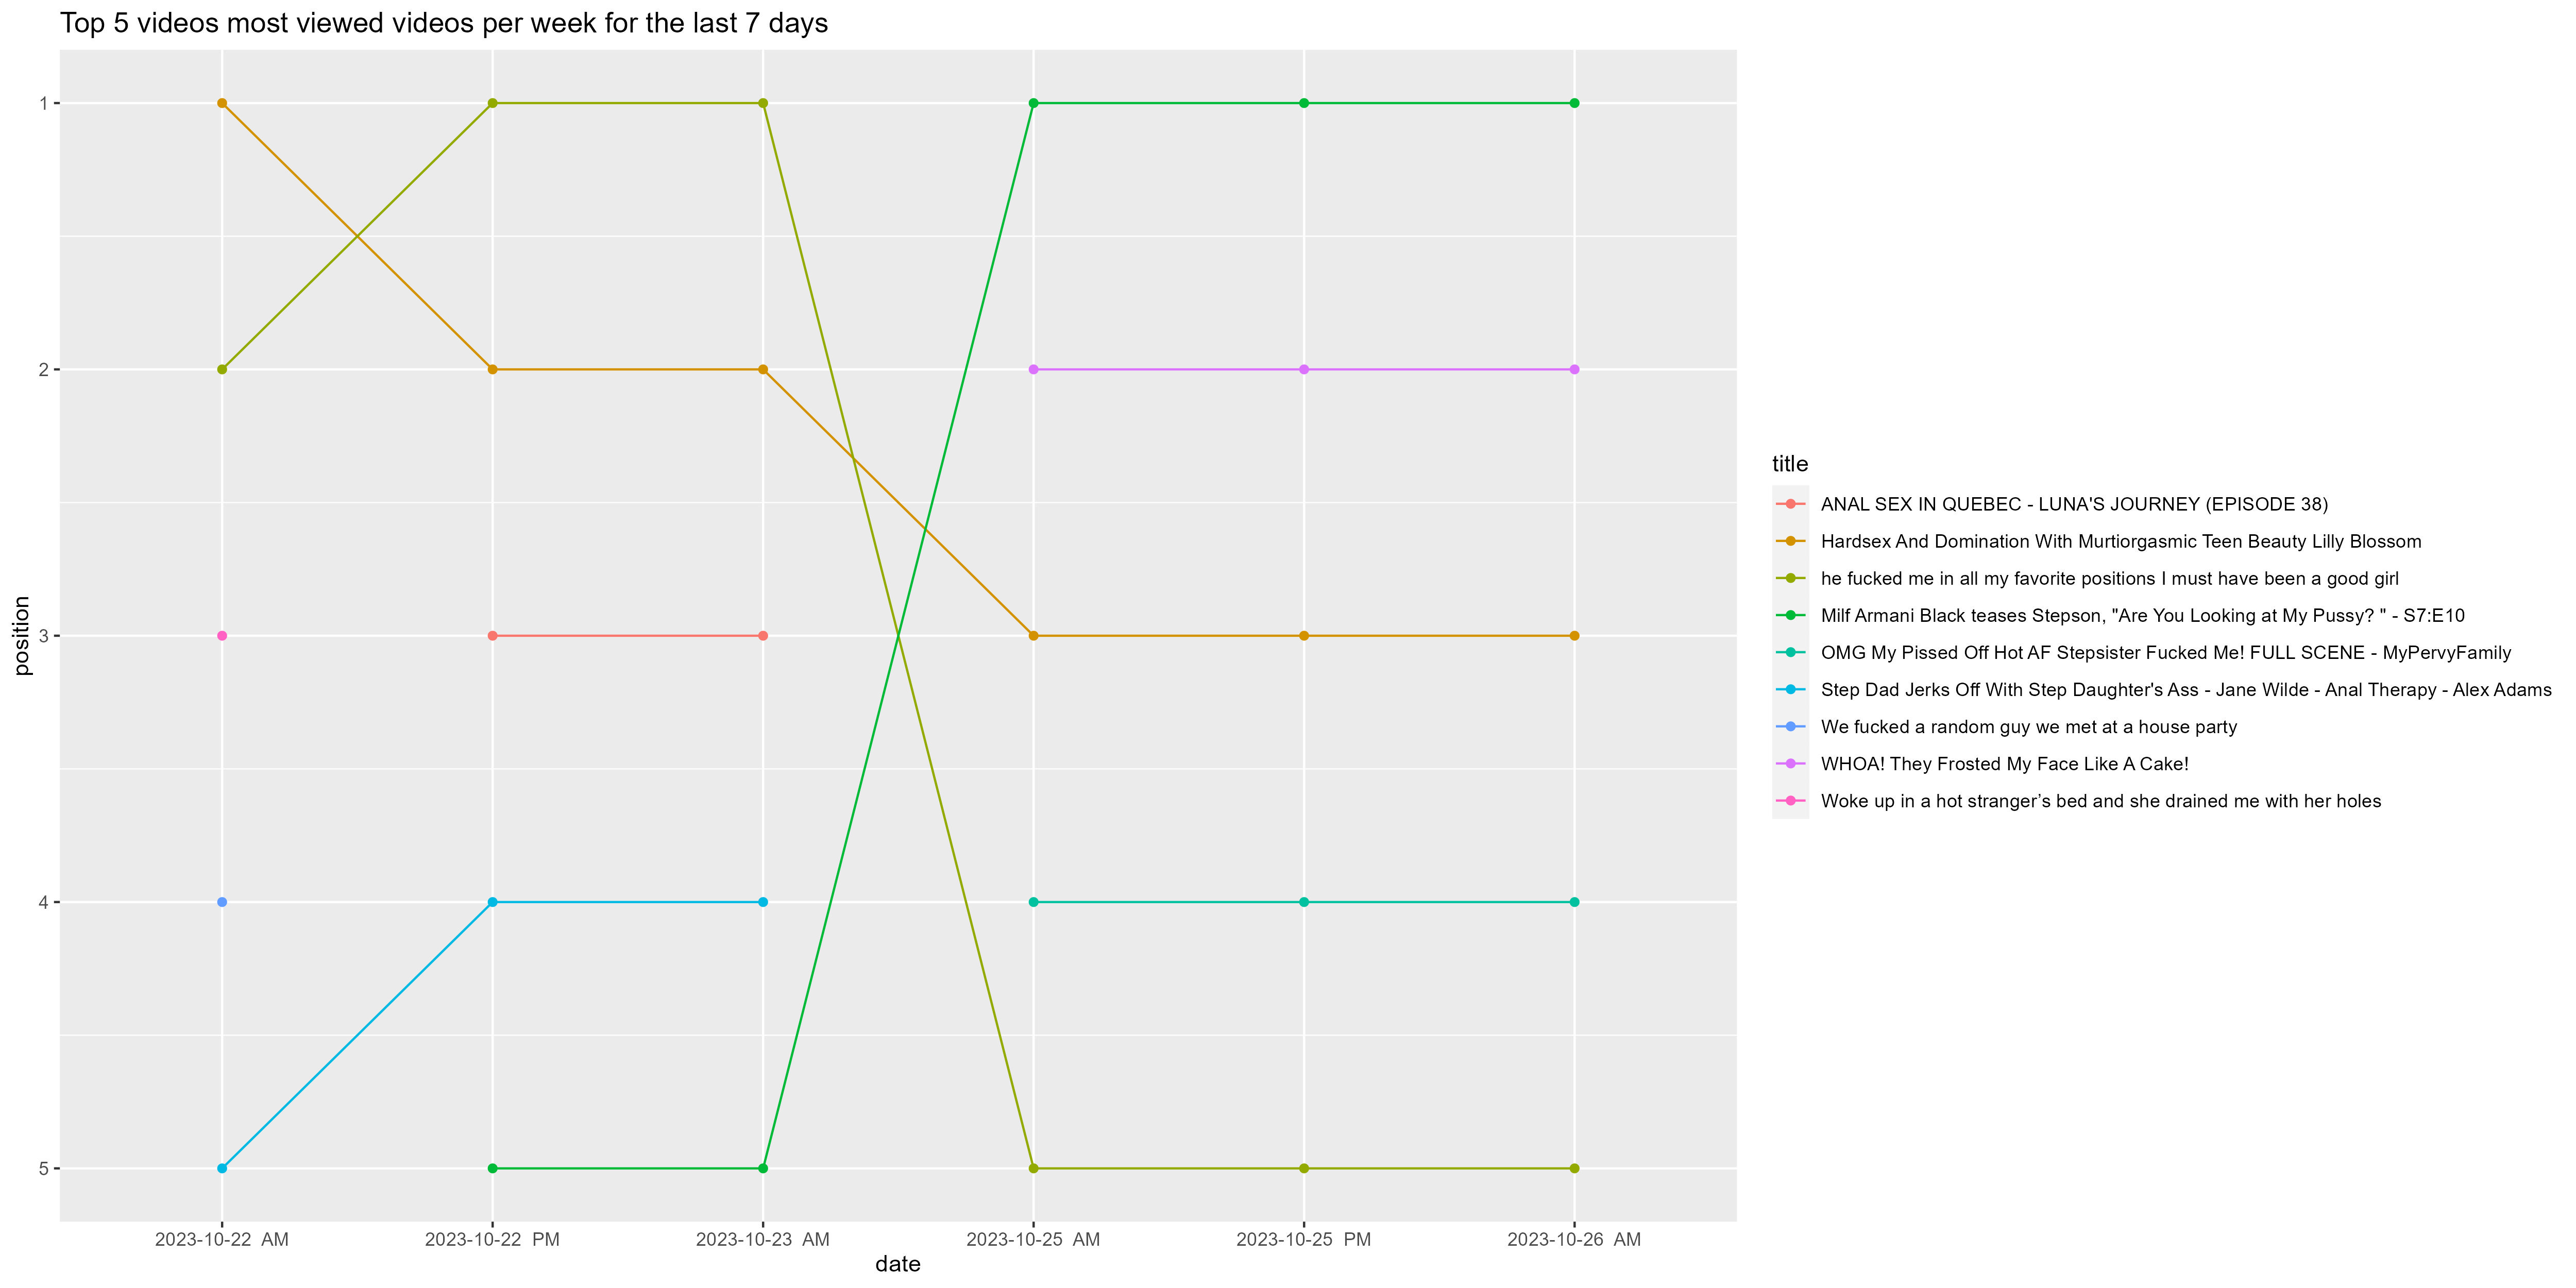 Top 5 videos most viewed videos per week for the last 7 days
position
1
2
3
4
5
2023-10-22 AM
2023-10-22 PM
2023-10-23 AM
2023-10-25 AM
2023-10-25 PM
2023-10-26 AM
date
title
ANAL SEX IN QUEBEC - LUNA'S JOURNEY (EPISODE 38)
Hardsex And Domination With Murtiorgasmic Teen Beauty Lilly Blossom
he fucked me in all my favorite positions I must have been a good girl
Milf Armani Black teases Stepson, "Are You Looking at My Pussy? " - S7:E10
OMG My Pissed Off Hot AF Stepsister Fucked Me! FULL SCENE - MyPervyFamily
Step Dad Jerks Off With Step Daughter's Ass - Jane Wilde - Anal Therapy - Alex Adams
We fucked a random guy we met at a house party
WHOA! They Frosted My Face Like A Cake!
Woke up in a hot stranger’s bed and she drained me with her holes